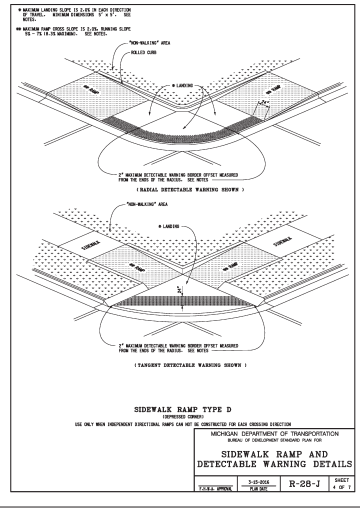 * MAXIMUM LANDING SLOPE IS 2.0% IN EACH DIRECTION
OF TRAVEL. MINIMUM DIMENSIONS 5' x 5'. SEE
NOTES.
** MAXIMUM RAMP CROSS SLOPE IS 2.0%, RUNNING SLOPE
5% - 7% (8.3% MAXIMUM). SEE NOTES.
"NON-WALKING" AREA
ROLLED CURB
* LANDING
** RAMP
** RAMP
24"
2" MAXIMUM DETECTABLE WARNING BORDER OFFSET MEASURED
FROM THE ENDS OF THE RADIUS. SEE NOTES
( RADIAL DETECTABLE WARNING SHOWN )
"NON-WALKING" AREA
* LANDING
SIDEWALK
SIDEWALK
** RAMP
** RAMP
24"
2" MAXIMUM DETECTABLE WARNING BORDER OFFSET MEASURED
FROM THE ENDS OF THE RADIUS. SEE NOTES
( TANGENT DETECTABLE WARNING SHOWN )
SIDEWALK RAMP TYPE D
(DEPRESSED CORNER)
USE ONLY WHEN INDEPENDENT DIRECTIONAL RAMPS CAN NOT BE CONSTRUCTED FOR EACH CROSSING DIRECTION
MICHIGAN DEPARTMENT OF TRANSPORTATION
BUREAU OF DEVELOPMENT STANDARD PLAN FOR
SIDEWALK RAMP AND
DETECTABLE WARNING DETAILS
F.H.W.A. APPROVAL
3-15-2016
PLAN DATE
R-28-J
SHEET
4 OF 7